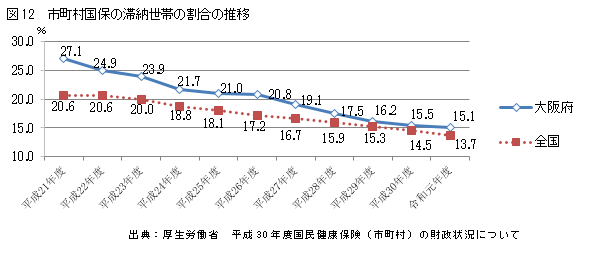 図12 市町村国保の滞納世帯の割合の推移
%
30.0
25.0
20.0
15.0
10.0
27.1
24.9
23.9
21.7
21.0
20.8
19.1
17.5
16.2
15.5
15.1
20.6
20.6
20.0
18.8
18.1
17.2
16.7
15.9
15.3
14.5
13.7
平成21年度
平成22年度
平成23年度
平成24年度
平成25年度
平成26年度
平成27年度
平成28年度
平成29年度
平成30年度
令和元年度
大阪府
全国
出典：厚生労働省 平成30年度国民健康保険（市町村）の財政状況について